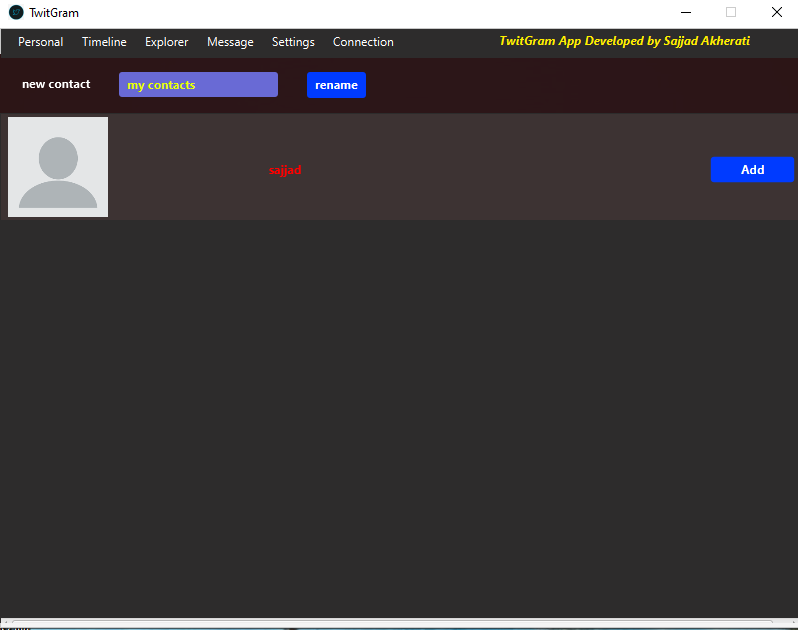 TwitGram
Personal Timeline Explorer Message Settings Connection TwitGram App Developed by Sajjad Akherati
new contact my contacts rename
sajjad Add